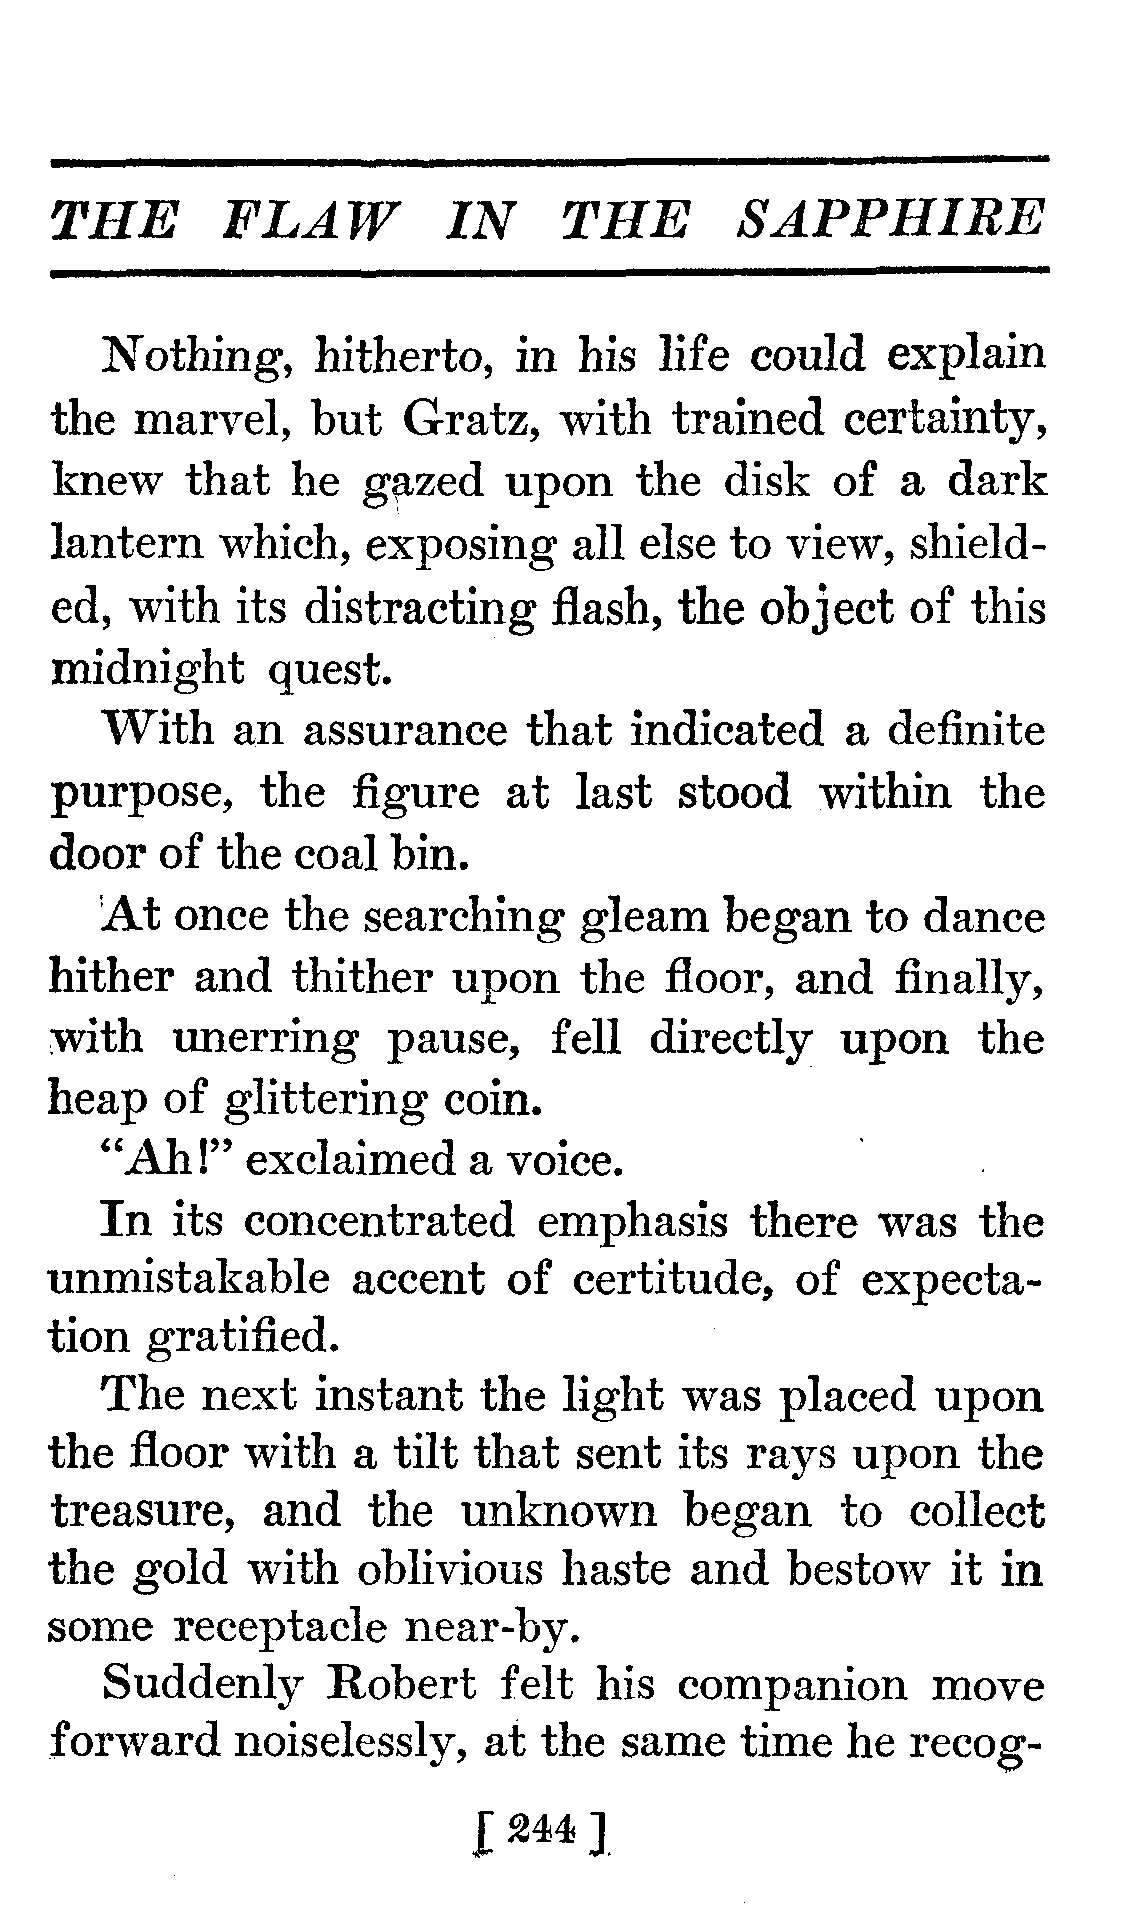 THE FLAW IN THE SAPPHIRE
Nothing, hitherto, in his life could explain
the marvel, but Gratz, with trained certainty,
knew that he gazed upon the disk of a dark
lantern which, exposing all else to view, shield-
ed, with its distracting flash, the object of this
midnight quest.
With an assurance that indicated a definite
purpose, the figure at last stood within the
door of the coal bin.
At once the searching gleam began to dance
hither and thither upon the floor, and finally,
with unerring pause, fell directly upon the
heap of glittering coin.
"Ah!" exclaimed a voice.
In its concentrated emphasis there was the
unmistakable accent of certitude, of expecta-
tion gratified.
The next instant the light was placed upon
the floor with a tilt that sent its rays upon the
treasure, and the unknown began to collect
the gold with oblivious haste and bestow it in
some receptacle near-by.
Suddenly Robert felt his companion move
forward noiselessly, at the same time he recog-
[ 244 ]